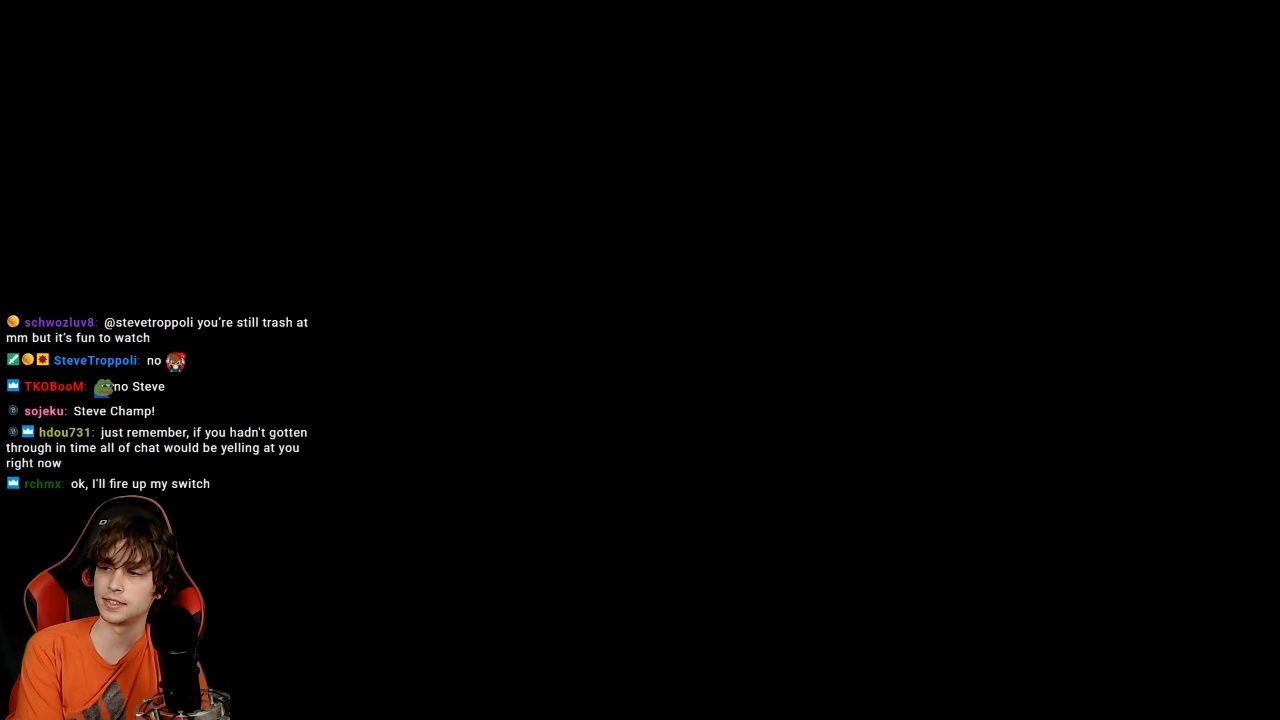 schwozluv8: @stevetroppoli you're still trash at
mm but it's fun to watch
SteveTroppoli: no
TKOBooM: no Steve
sojeku: Steve Champ!
hdou731: just remember, if you hadn't gotten
through in time all of chat would be yelling at you
right now
rchmx: ok, I'll fire up my switch